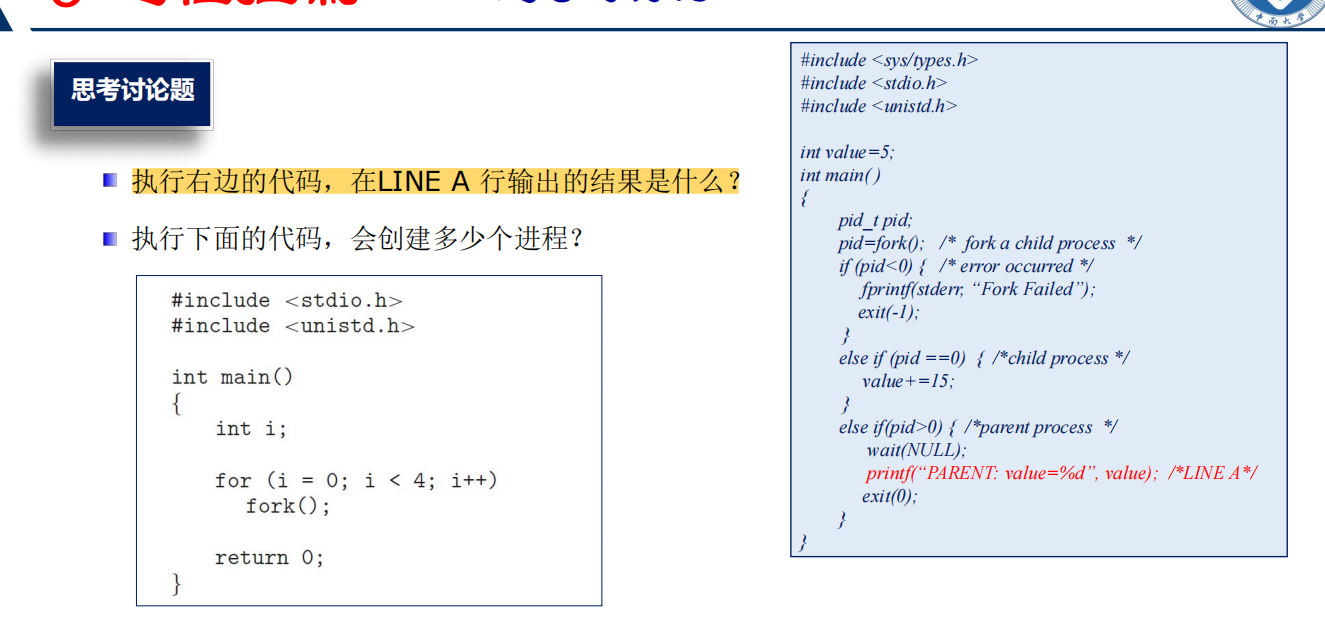 思考讨论题
执行右边的代码，在LINE A 行输出的结果是什么？
执行下面的代码，会创建多少个进程？
#include <stdio.h>
#include <unistd.h>
int main()
{
int i;
for (i = 0; i < 4; i++)
fork();
return 0;
}
#include <sys/types.h>
#include <stdio.h>
#include <unistd.h>
int value=5;
int main( )
{
pid_t pid;
pid=fork(); /* fork a child process */
if (pid<0) { /* error occurred */
fprintf(stderr, “Fork Failed”);
exit(-1);
}
else if (pid ==0) { /*child process */
value+=15;
}
else if(pid>0) { /*parent process */
wait(NULL);
printf(“PARENT: value=%d”, value); /*LINE A*/
exit(0);
}
}